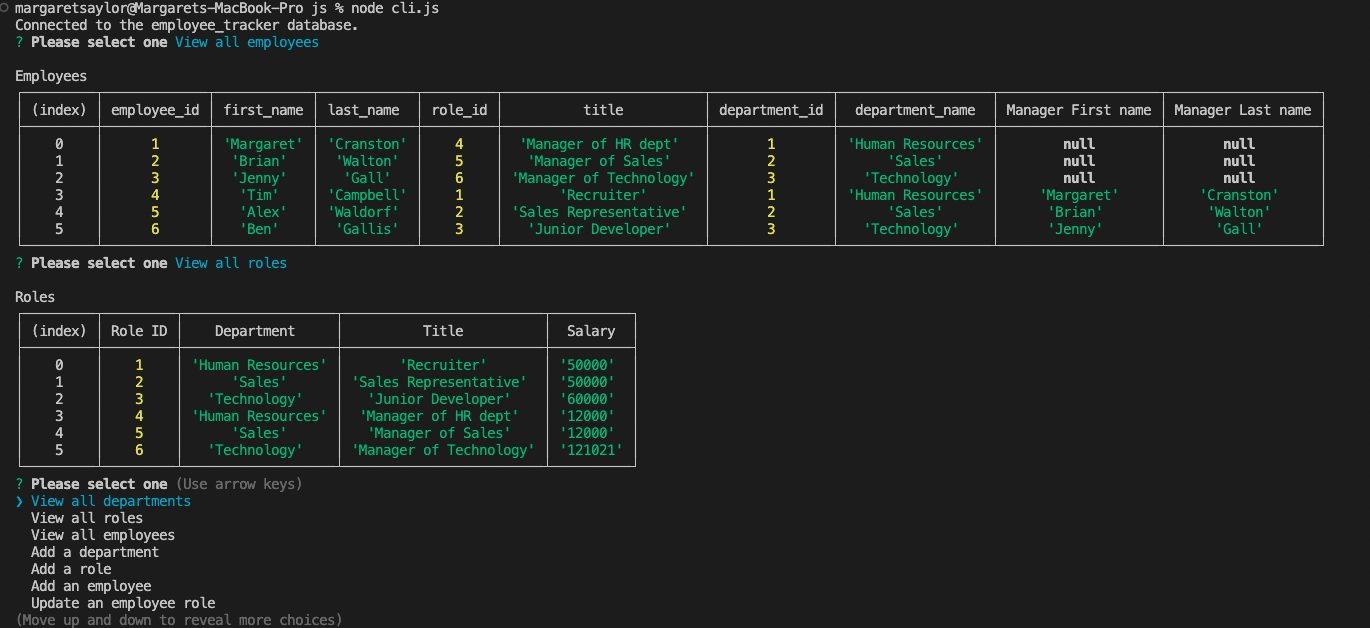 margaretsaylor@Margarets-MacBook-Pro js % node cli.js
Connected to the employee_tracker database.
? Please select one View all employees
Employees
(index) employee_id first_name last_name role_id title department_id department_name Manager First name Manager Last name
0 1 'Margaret' 'Cranston' 4 'Manager of HR dept' 1 'Human Resources' null null
1 2 'Brian' 'Walton' 5 'Manager of Sales' 2 'Sales' null null
2 3 'Jenny' 'Gall' 6 'Manager of Technology' 3 'Technology' null null
3 4 'Tim' 'Campbell' 1 'Recruiter' 1 'Human Resources' 'Margaret' 'Cranston'
4 5 'Alex' 'Waldorf' 2 'Sales Representative' 2 'Sales' 'Brian' 'Walton'
5 6 'Ben' 'Gallis' 3 'Junior Developer' 3 'Technology' 'Jenny' 'Gall'
? Please select one View all roles
Roles
(index) Role ID Department Title Salary
0 1 'Human Resources' 'Recruiter' '50000'
1 2 'Sales' 'Sales Representative' '50000'
2 3 'Technology' 'Junior Developer' '60000'
3 4 'Human Resources' 'Manager of HR dept' '12000'
4 5 'Sales' 'Manager of Sales' '12000'
5 6 'Technology' 'Manager of Technology' '121021'
? Please select one (Use arrow keys)
❯ View all departments
View all roles
View all employees
Add a department
Add a role
Add an employee
Update an employee role
(Move up and down to reveal more choices)